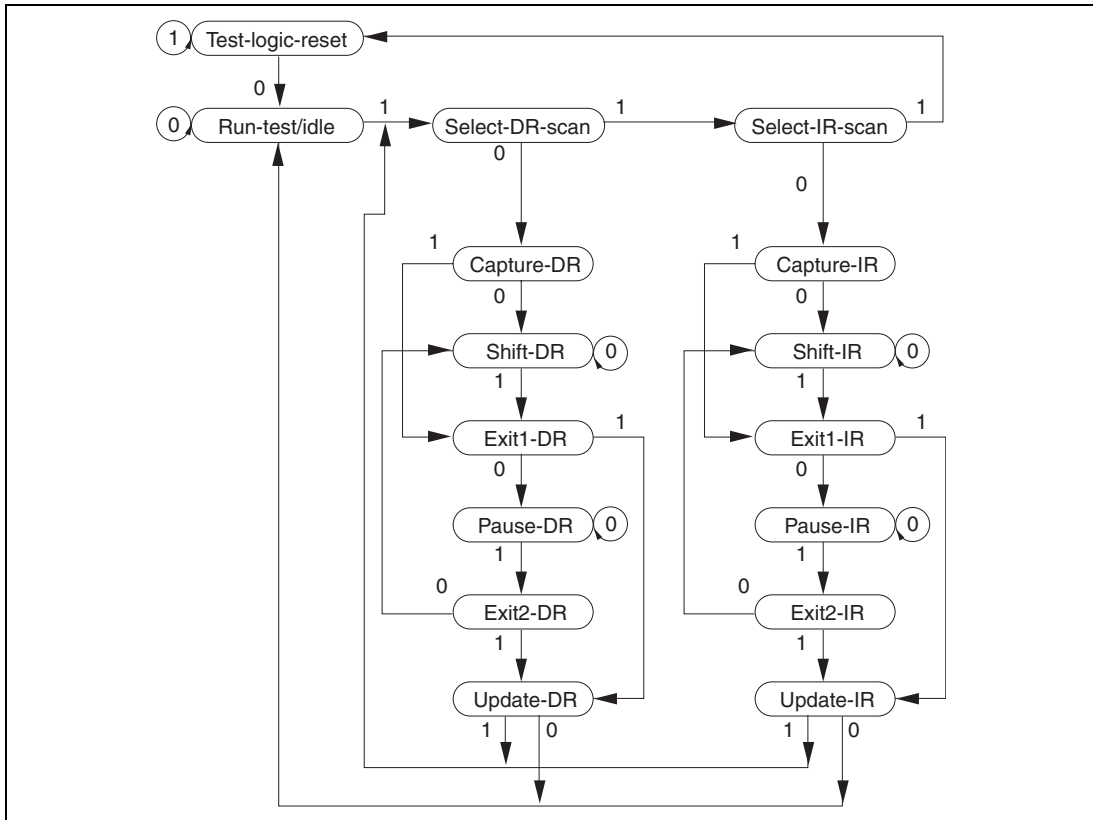 1 Test-logic-reset
0
0 Run-test/idle 1 Select-DR-scan 1 Select-IR-scan 1
0 0
1 Capture-DR 1 Capture-IR
0 0
Shift-DR 0 Shift-IR 0
1 1
Exit1-DR 1 Exit1-IR 1
0 0
Pause-DR 0 Pause-IR 0
1 1
0 Exit2-DR 0 Exit2-IR
1 1
Update-DR Update-IR
1 0 1 0